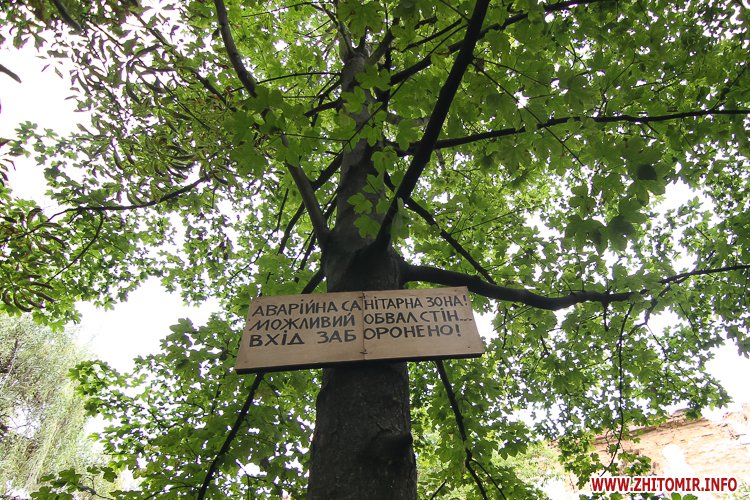 АВАРІЙНА САНІТАРНА ЗОНА!
МОЖЛИВИЙ ОБВАЛ СТІН...
ВХІД ЗАБОРОНЕНО!
WWW.ZHITOMIR.INFO